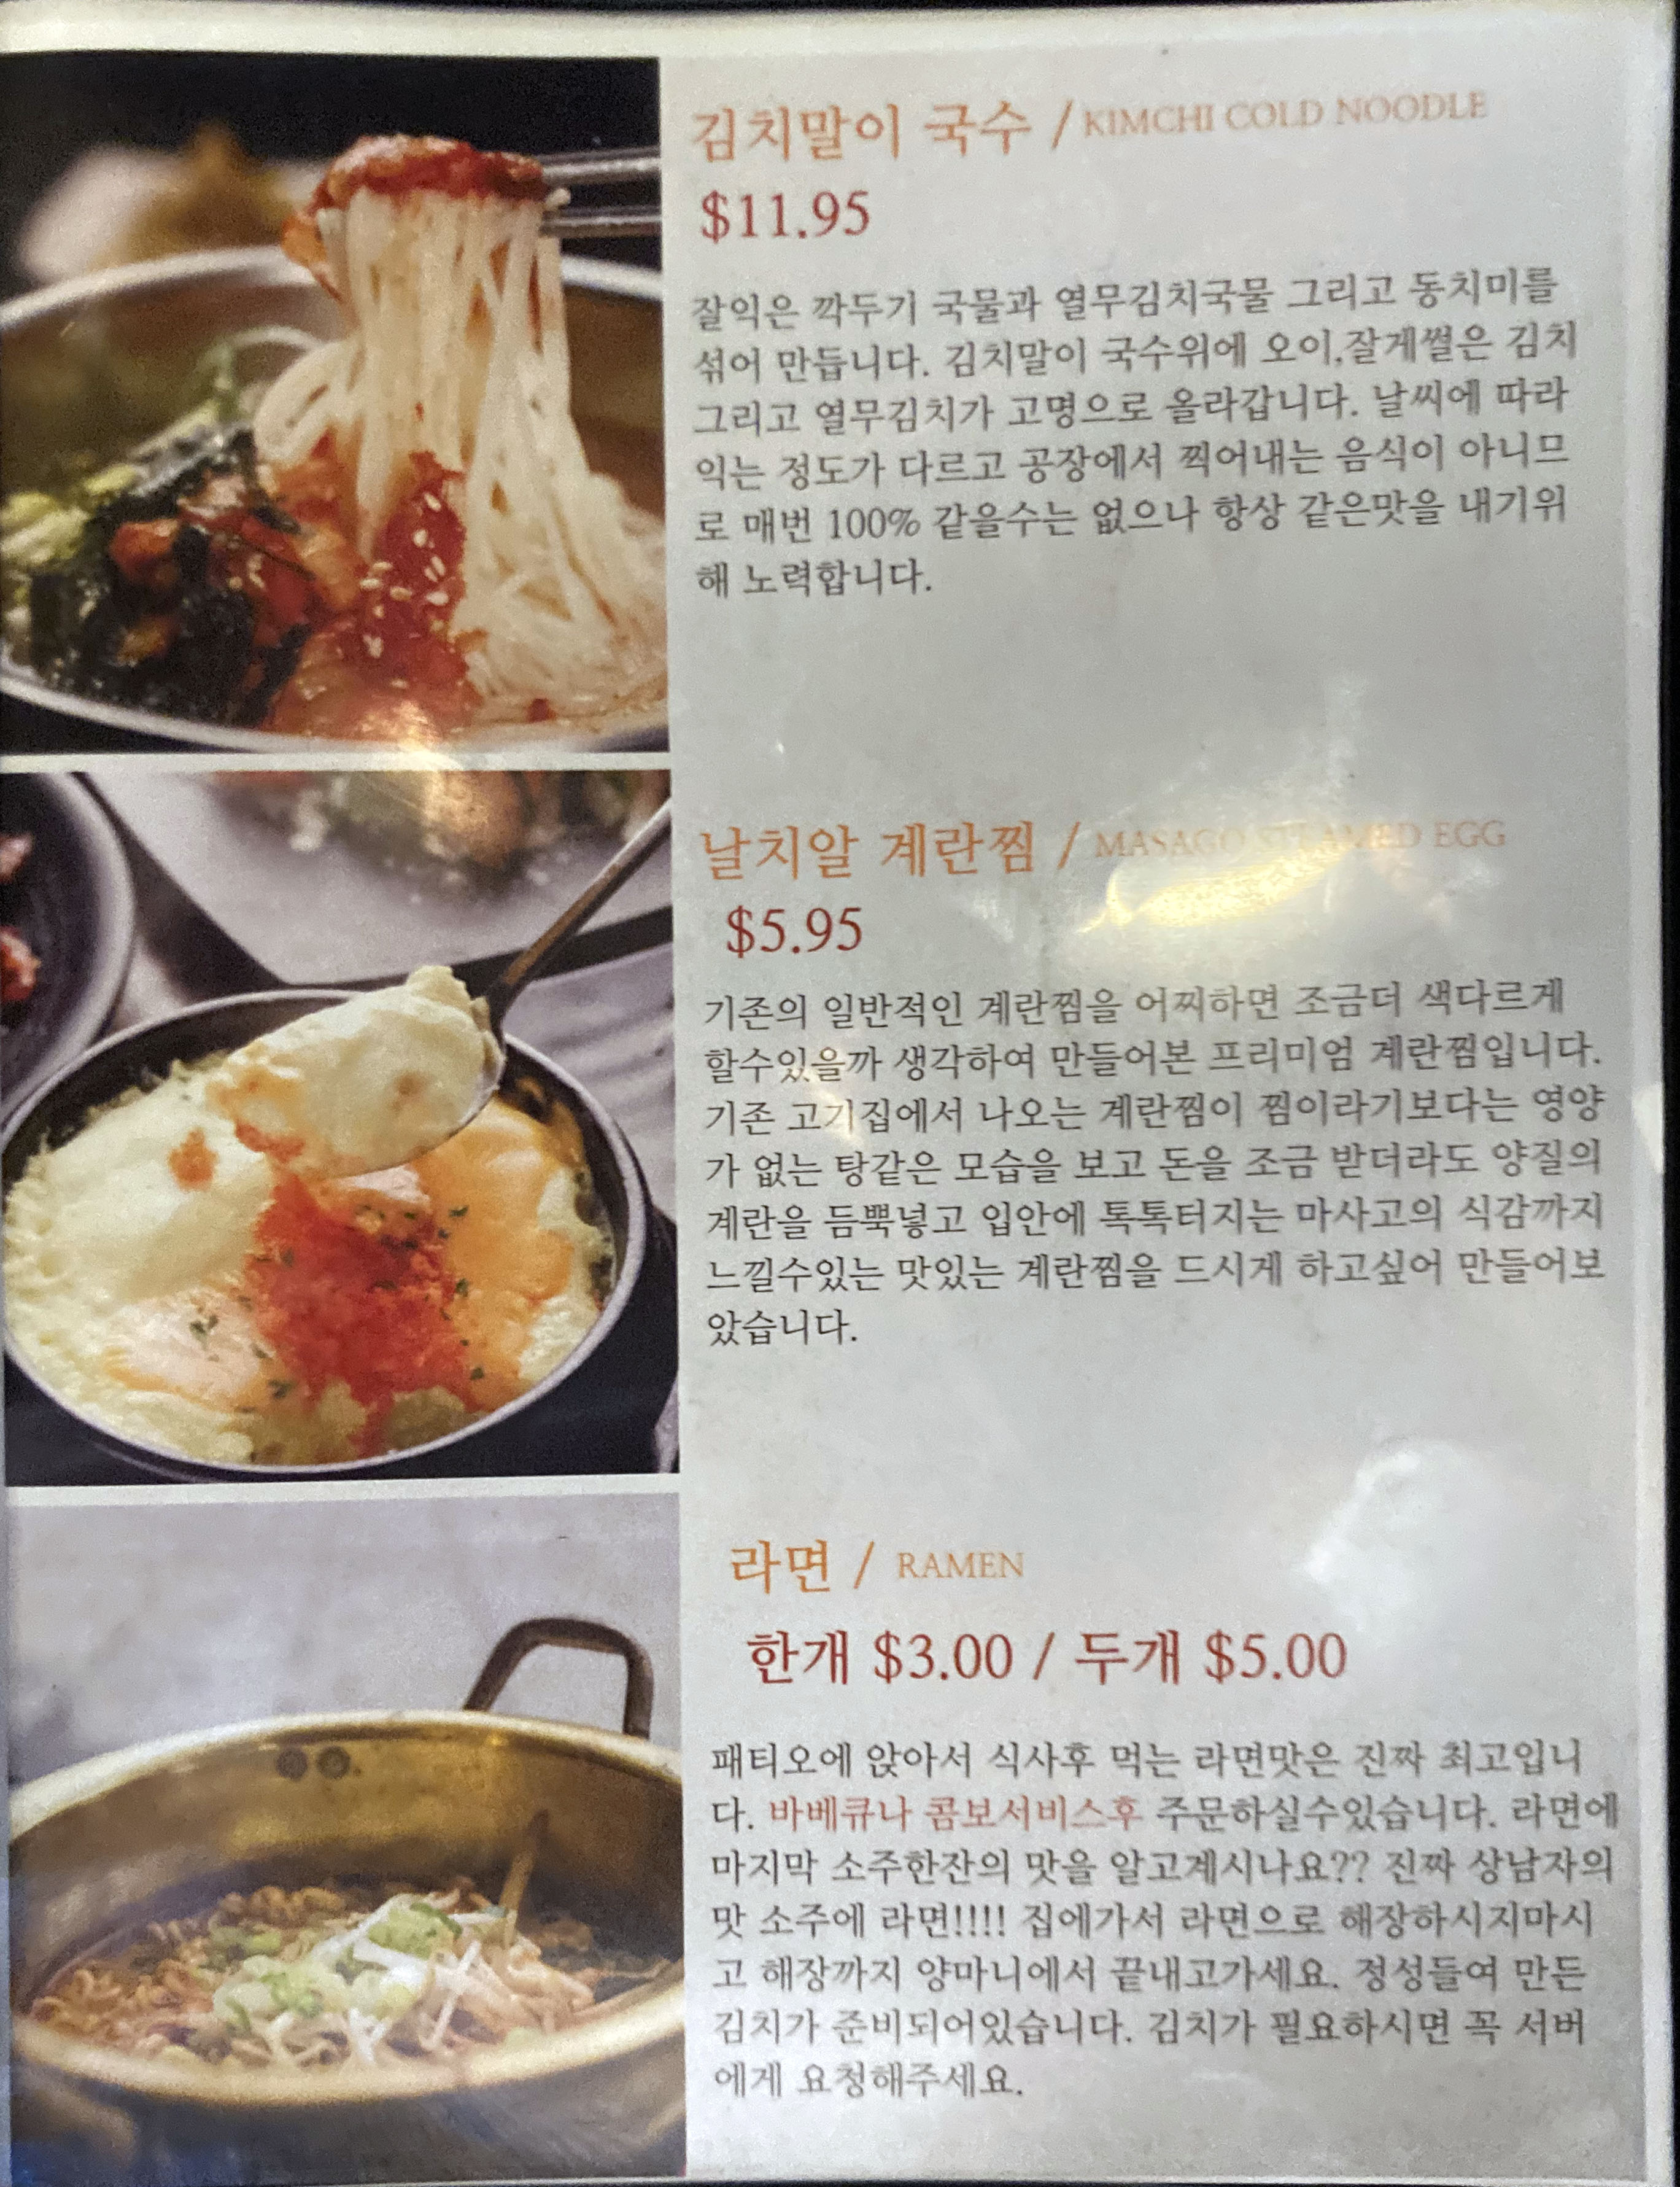 김치말이 국수 / KIMCHI COLD NOODLE
$11.95
잘익은 깍두기 국물과 열무김치국물 그리고 동치미를
섞어 만듭니다. 김치말이 국수위에 오이,잘게썰은 김치
그리고 열무김치가 고명으로 올라갑니다. 날씨에 따라
익는 정도가 다르고 공장에서 찍어내는 음식이 아니므
로 매번 100% 같을수는 없으나 항상 같은맛을 내기위
해 노력합니다.
날치알 계란찜 / MASAGO STEAMED EGG
$5.95
기존의 일반적인 계란찜을 어찌하면 조금더 색다르게
할수있을까 생각하여 만들어본 프리미엄 계란찜입니다.
기존 고기집에서 나오는 계란찜이 찜이라기보다는 영양
가 없는 탕같은 모습을 보고 돈을 조금 받더라도 양질의
계란을 듬뿍넣고 입안에 톡톡터지는 마사고의 식감까지
느낄수있는 맛있는 계란찜을 드시게 하고싶어 만들어보
았습니다.
라면 / RAMEN
한개 $3.00 / 두개 $5.00
패티오에 앉아서 식사후 먹는 라면맛은 진짜 최고입니
다. 바베큐나 콤보서비스후 주문하실수있습니다. 라면에
마지막 소주한잔의 맛을 알고계시나요?? 진짜 상남자의
맛 소주에 라면!!!! 집에가서 라면으로 해장하시지마시
고 해장까지 양마니에서 끝내고가세요. 정성들여 만든
김치가 준비되어있습니다. 김치가 필요하시면 꼭 서버
에게 요청해주세요.